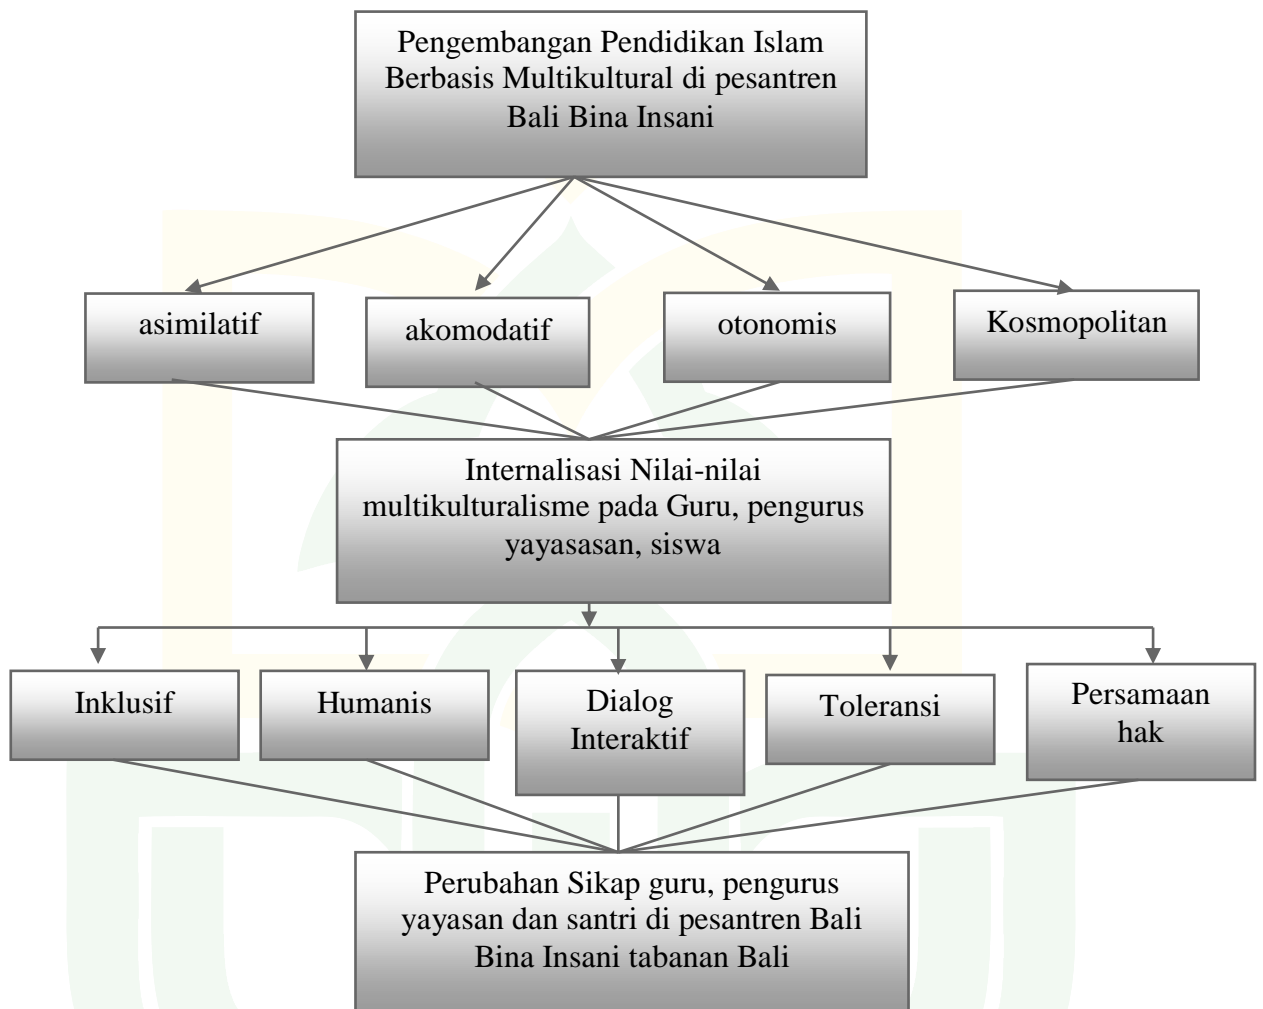 Pengembangan Pendidikan Islam
Berbasis Multikultural di pesantren
Bali Bina Insani
asimilatif
akomodatif
otonomis
Kosmopolitan
Internalisasi Nilai-nilai
multikulturalisme pada Guru, pengurus
yayasasan, siswa
Inklusif
Humanis
Dialog
Interaktif
Toleransi
Persamaan
hak
Perubahan Sikap guru, pengurus
yayasan dan santri di pesantren Bali
Bina Insani tabanan Bali